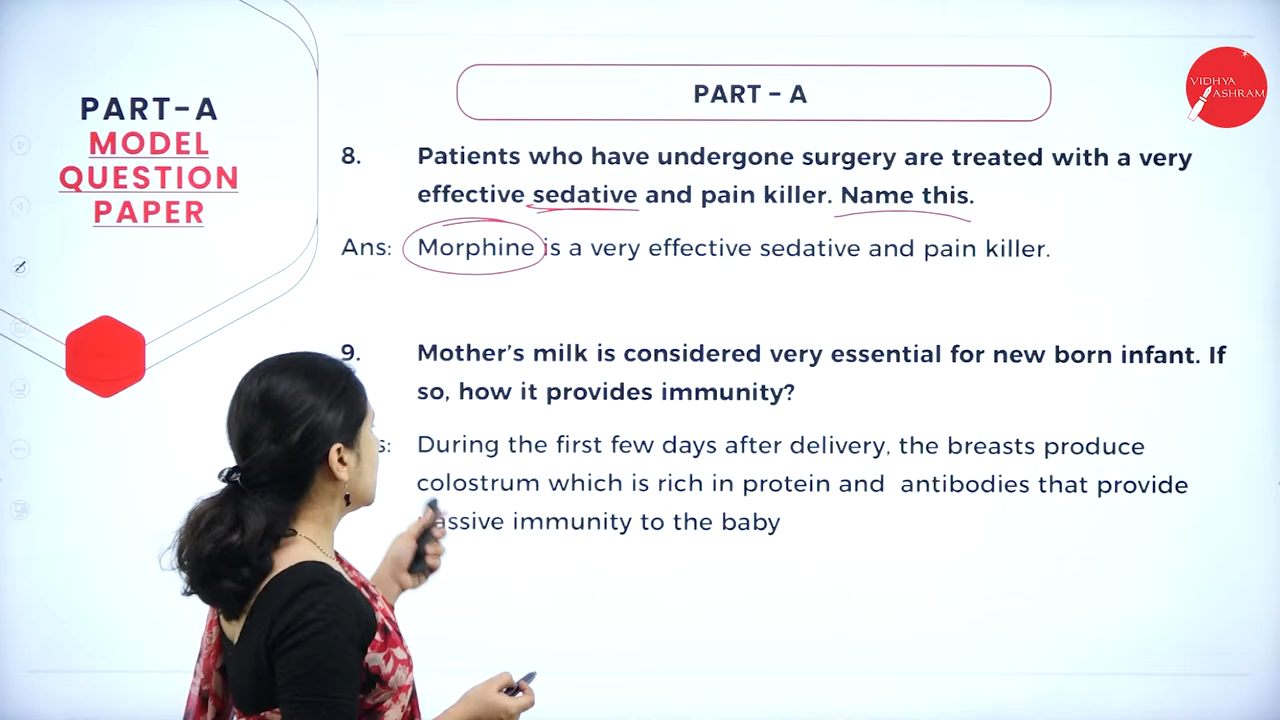 PART-A
MODEL
QUESTION
PAPER
PART - A
VIDHYA
ASHRAM
8. Patients who have undergone surgery are treated with a very
effective sedative and pain killer. Name this.
Ans: Morphine is a very effective sedative and pain killer.
9. Mother's milk is considered very essential for new born infant. If
so, how it provides immunity?
During the first few days after delivery, the breasts produce
colostrum which is rich in protein and antibodies that provide
immunity to the baby